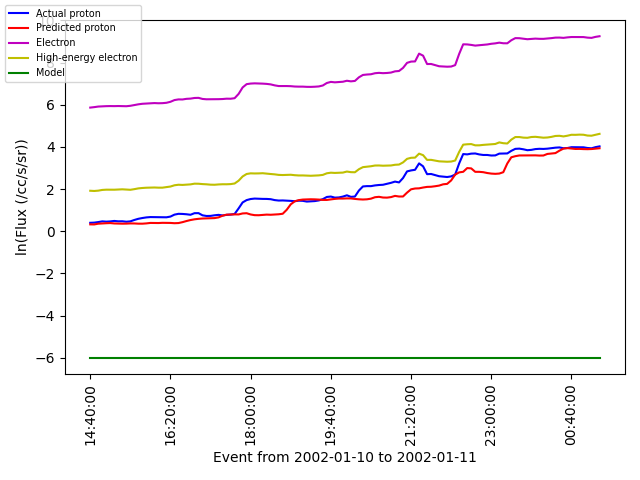 Actual proton
Predicted proton
Electron
High-energy electron
Model
ln(Flux (/cc/s/sr))
6
4
2
0
−2
−4
−6
14:40:00
16:20:00
18:00:00
19:40:00
21:20:00
23:00:00
00:40:00
Event from 2002-01-10 to 2002-01-11